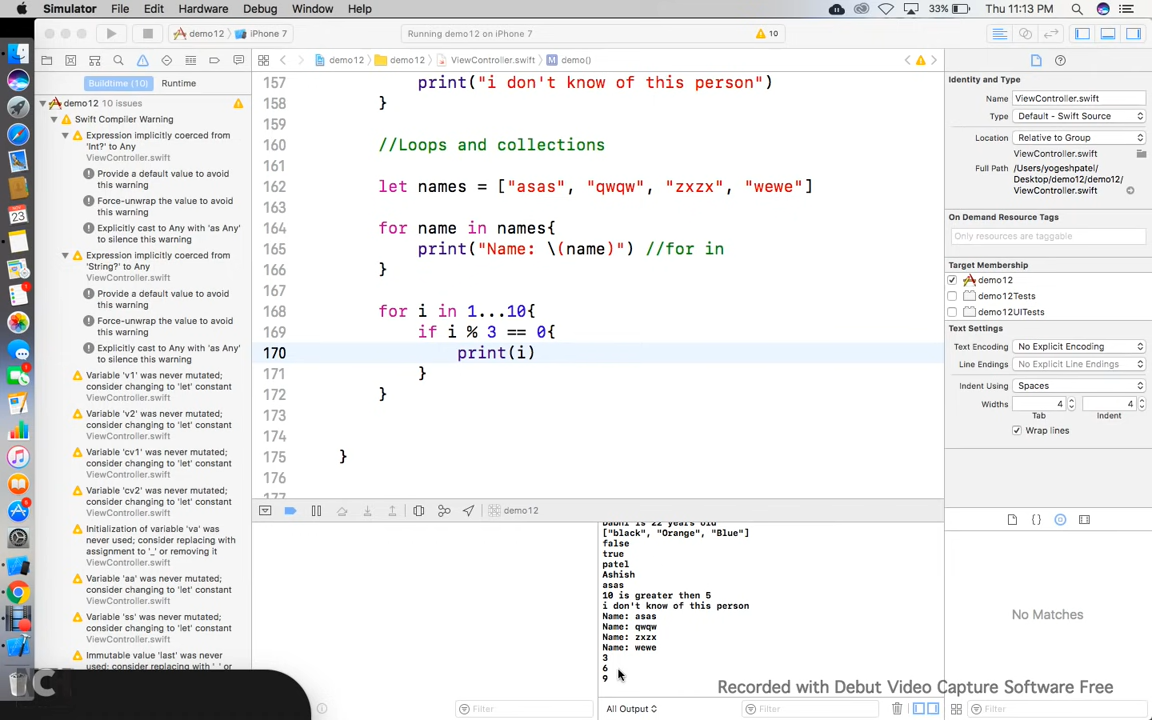 Simulator File Edit Hardware Debug Window Help 33% Thu 11:13 PM
demo12 iPhone 7 Running demo12 on iPhone 7 10
demo12 demo12 ViewController.swift M demo()
Buildtime (10) Runtime
demo12 10 issues
Swift Compiler Warning
Expression implicitly coerced from
'Int?' to Any
ViewController.swift
Provide a default value to avoid
this warning
Force-unwrap the value to avoid
this warning
Explicitly cast to Any with 'as Any'
to silence this warning
Expression implicitly coerced from
'String?' to Any
ViewController.swift
Provide a default value to avoid
this warning
Force-unwrap the value to avoid
this warning
Explicitly cast to Any with 'as Any'
to silence this warning
Variable 'v1' was never mutated;
consider changing to 'let' constant
ViewController.swift
Variable 'v2' was never mutated;
consider changing to 'let' constant
ViewController.swift
Variable 'cv1' was never mutated;
consider changing to 'let' constant
ViewController.swift
Variable 'cv2' was never mutated;
consider changing to 'let' constant
ViewController.swift
Initialization of variable 'va' was
never used; consider replacing with
assignment to '_' or removing it
ViewController.swift
Variable 'aa' was never mutated;
consider changing to 'let' constant
ViewController.swift
Variable 'ss' was never mutated;
consider changing to 'let' constant
ViewController.swift
Immutable value 'last' was never
used; consider replacing with '_' or
157 print("i don't know of this person")
158 }
159
160 //Loops and collections
161
162 let names = ["asas", "qwqw", "zxzx", "wewe"]
163
164 for name in names{
165 print("Name: \(name)") //for in
166 }
167
168 for i in 1...10{
169 if i % 3 == 0{
170 print(i)
171 }
172 }
173
174
175 }
176
177
demo12
Dabhi is 22 years old
["black", "Orange", "Blue"]
false
true
patel
Ashish
asas
10 is greater then 5
i don't know of this person
Name: asas
Name: qwqw
Name: zxzx
Name: wewe
3
6
9
Filter
All Output
Filter
Identity and Type
Name ViewController.swift
Type Default - Swift Source
Location Relative to Group
ViewController.swift
Full Path /Users/yogeshpatel/
Desktop/demo12/demo12/
ViewController.swift
On Demand Resource Tags
Only resources are taggable
Target Membership
demo12
demo12Tests
demo12UITests
Text Settings
Text Encoding No Explicit Encoding
Line Endings No Explicit Line Endings
Indent Using Spaces
Widths 4 4
Tab Indent
Wrap lines
{}
No Matches
Filter
Recorded with Debut Video Capture Software Free